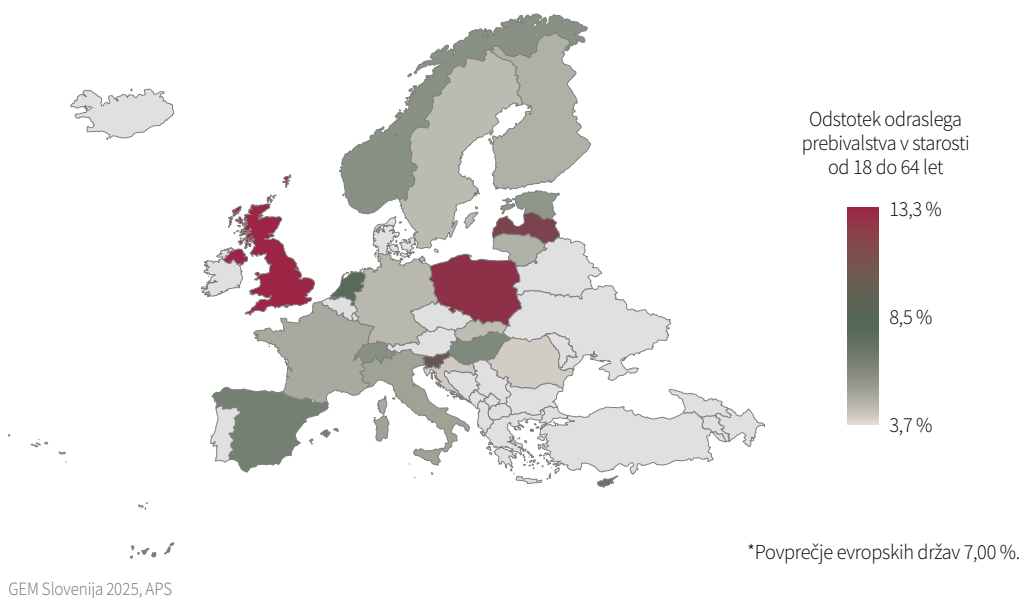 Odstotek odraslega
prebivalstva v starosti
od 18 do 64 let
13,3 %
8,5 %
3,7 %
*Povprečje evropskih držav 7,00 %.
GEM Slovenija 2025, APS